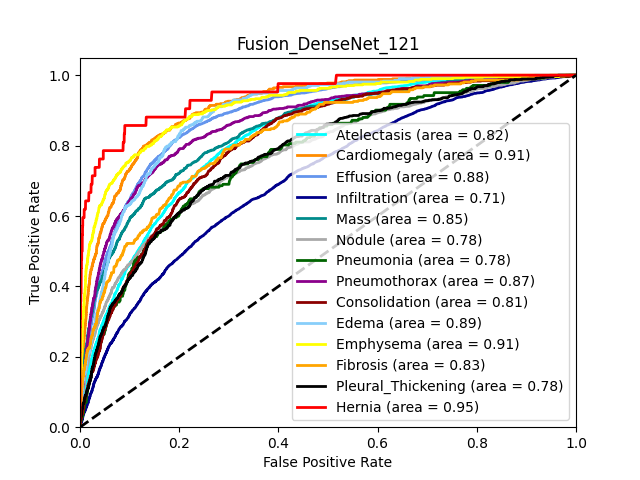 Fusion_DenseNet_121
1.0
0.8
0.6
0.4
0.2
0.0
True Positive Rate
Atelectasis (area = 0.82)
Cardiomegaly (area = 0.91)
Effusion (area = 0.88)
Infiltration (area = 0.71)
Mass (area = 0.85)
Nodule (area = 0.78)
Pneumonia (area = 0.78)
Pneumothorax (area = 0.87)
Consolidation (area = 0.81)
Edema (area = 0.89)
Emphysema (area = 0.91)
Fibrosis (area = 0.83)
Pleural_Thickening (area = 0.78)
Hernia (area = 0.95)
0.0 0.2 0.4 0.6 0.8 1.0
False Positive Rate